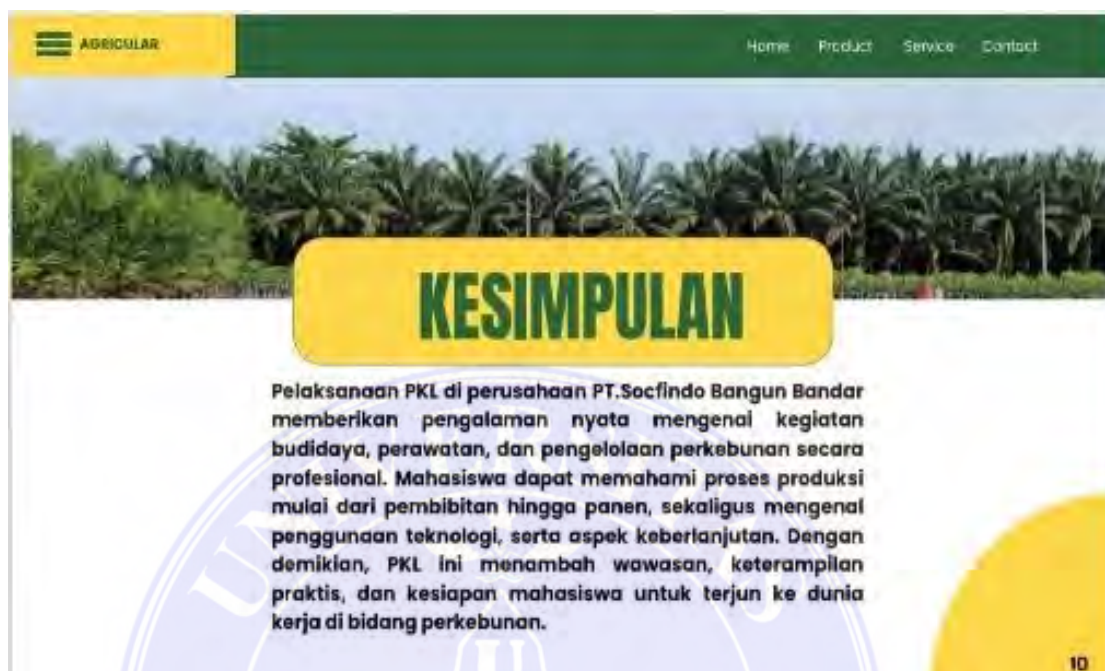 AGRICULAR
Home Product Service Contact
KESIMPULAN
Pelaksanaan PKL di perusahaan PT.Socfindo Bangun Bandar
memberikan pengalaman nyata mengenai kegiatan
budidaya, perawatan, dan pengelolaan perkebunan secara
profesional. Mahasiswa dapat memahami proses produksi
mulai dari pembibitan hingga panen, sekaligus mengenal
penggunaan teknologi, serta aspek keberlanjutan. Dengan
demikian, PKL ini menambah wawasan, keterampilan
praktis, dan kesiapan mahasiswa untuk terjun ke dunia
kerja di bidang perkebunan.
10